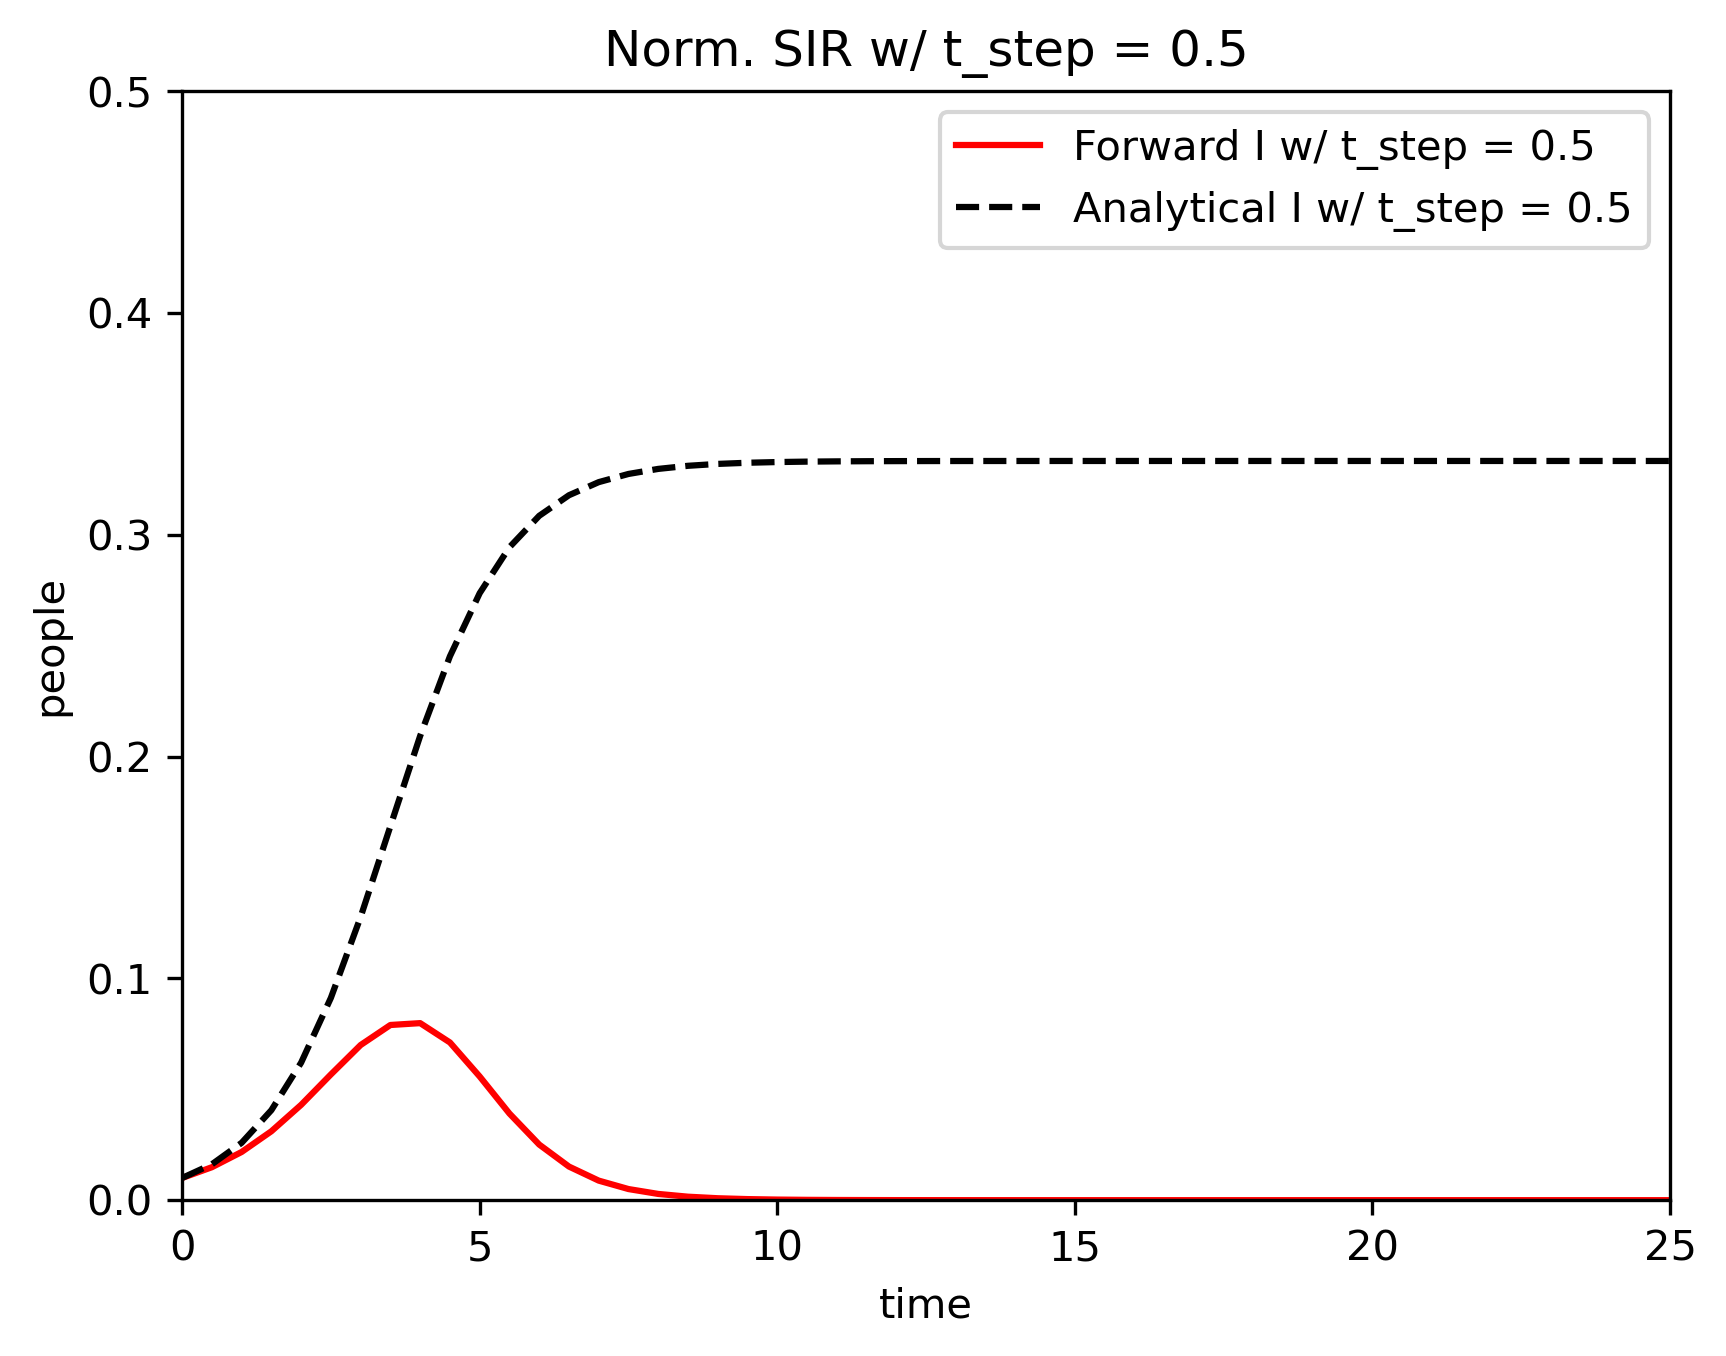 Norm. SIR w/ t_step = 0.5
Forward I w/ t_step = 0.5
Analytical I w/ t_step = 0.5
0.5
0.4
0.3
0.2
0.1
0.0
people
0
5
10
15
20
25
time